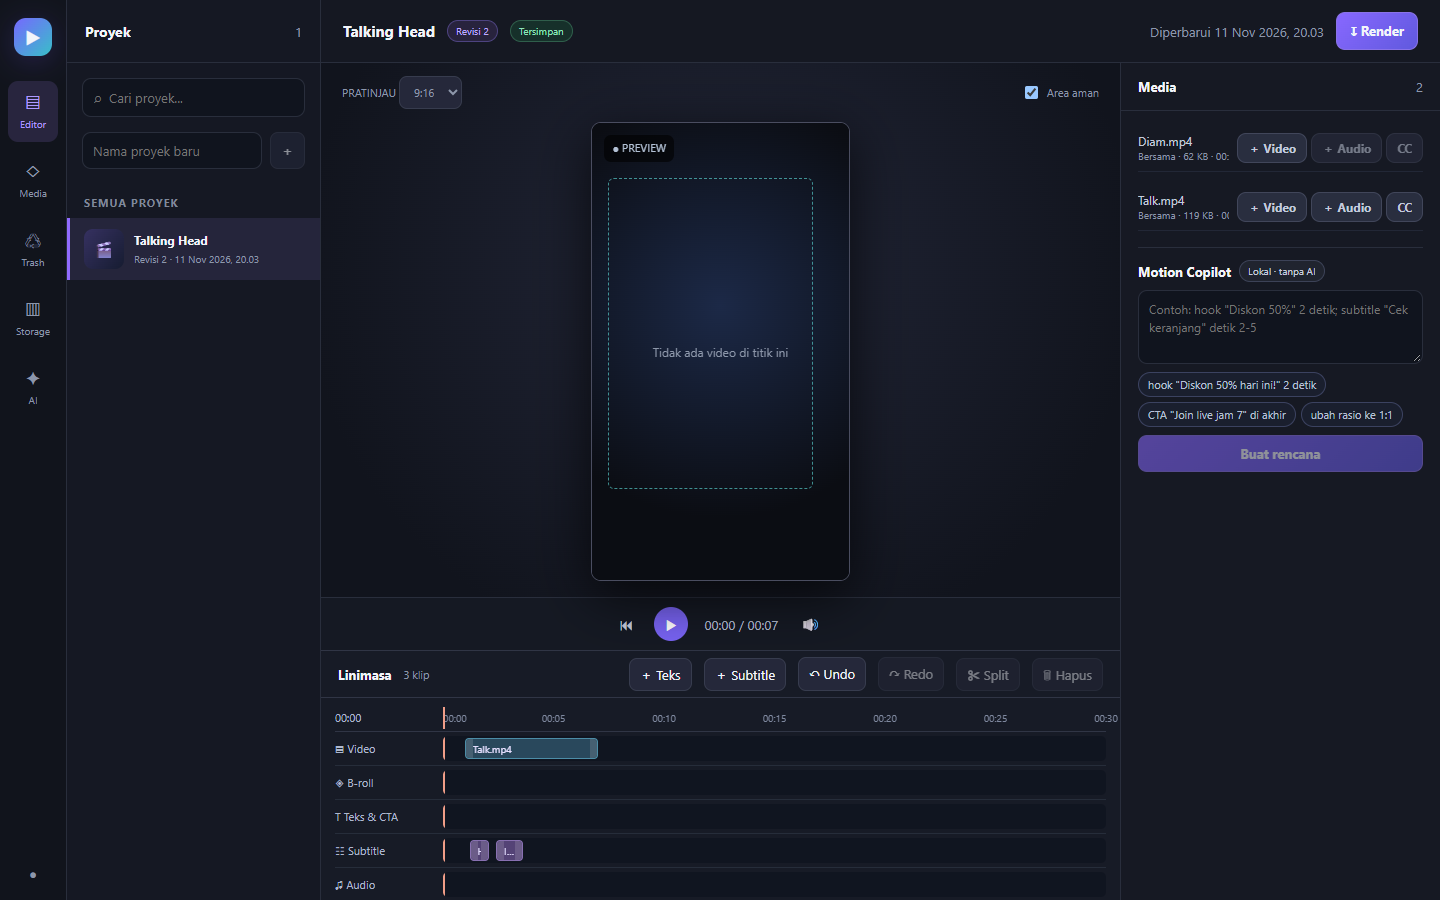 Editor
Media
Trash
Storage
AI
Proyek 1
Cari proyek...
Nama proyek baru
+
SEMUA PROYEK
Talking Head
Revisi 2 · 11 Nov 2026, 20.03
Talking Head Revisi 2 Tersimpan
Diperbarui 11 Nov 2026, 20.03
Render
PRATINJAU 9:16
Area aman
PREVIEW
Tidak ada video di titik ini
00:00 / 00:07
Linimasa 3 klip
+ Teks
+ Subtitle
Undo
Redo
Split
Hapus
00:00 00:00 00:05 00:10 00:15 00:20 00:25 00:30
Video
Talk.mp4
B-roll
T Teks & CTA
Subtitle
I...
Audio
Media 2
Diam.mp4
Bersama · 62 KB · 00:
+ Video + Audio CC
Talk.mp4
Bersama · 119 KB · 00
+ Video + Audio CC
Motion Copilot Lokal · tanpa AI
Contoh: hook "Diskon 50%" 2 detik; subtitle "Cek
keranjang" detik 2-5
hook "Diskon 50% hari ini!" 2 detik
CTA "Join live jam 7" di akhir
ubah rasio ke 1:1
Buat rencana